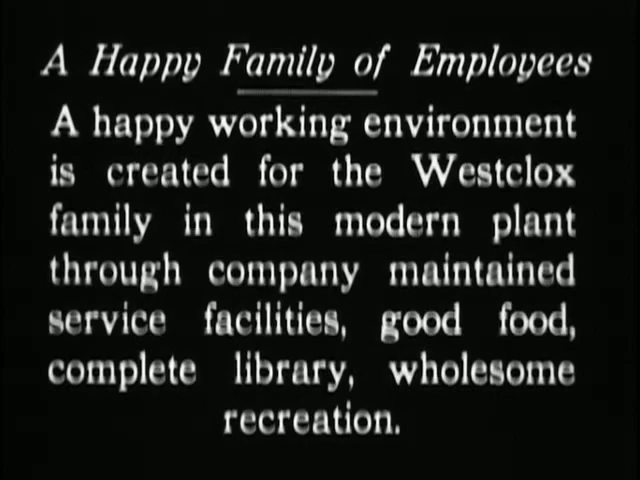 A Happy Family of Employees
A happy working environment
is created for the Westclox
family in this modern plant
through company maintained
service facilities, good food,
complete library, wholesome
recreation.